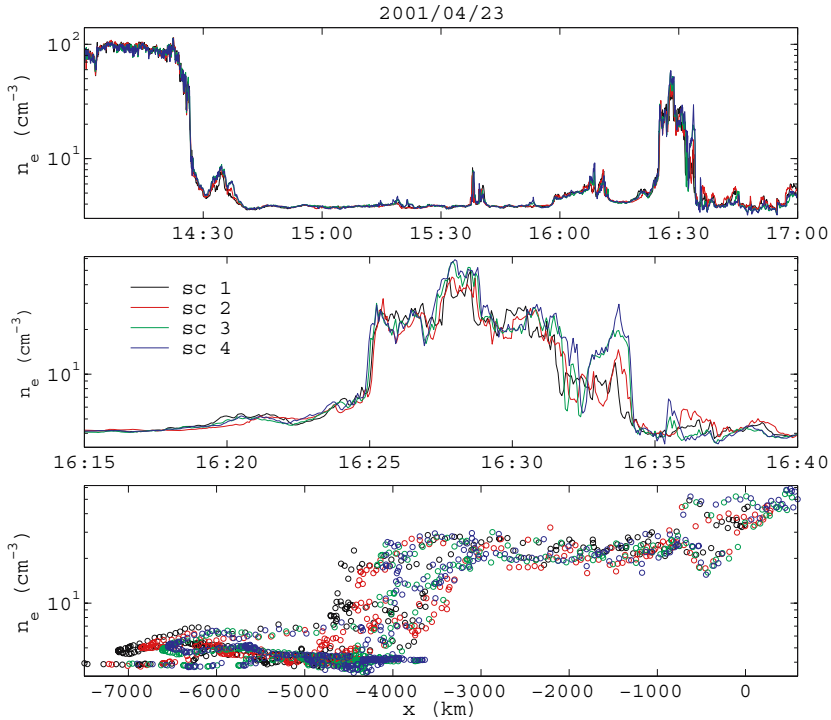 2001/04/23
10²
10¹
n_e (cm⁻³)
14:30 15:00 15:30 16:00 16:30 17:00
sc 1
sc 2
sc 3
sc 4
10¹
n_e (cm⁻³)
16:15 16:20 16:25 16:30 16:35 16:40
10¹
n_e (cm⁻³)
-7000 -6000 -5000 -4000 -3000 -2000 -1000 0
x (km)